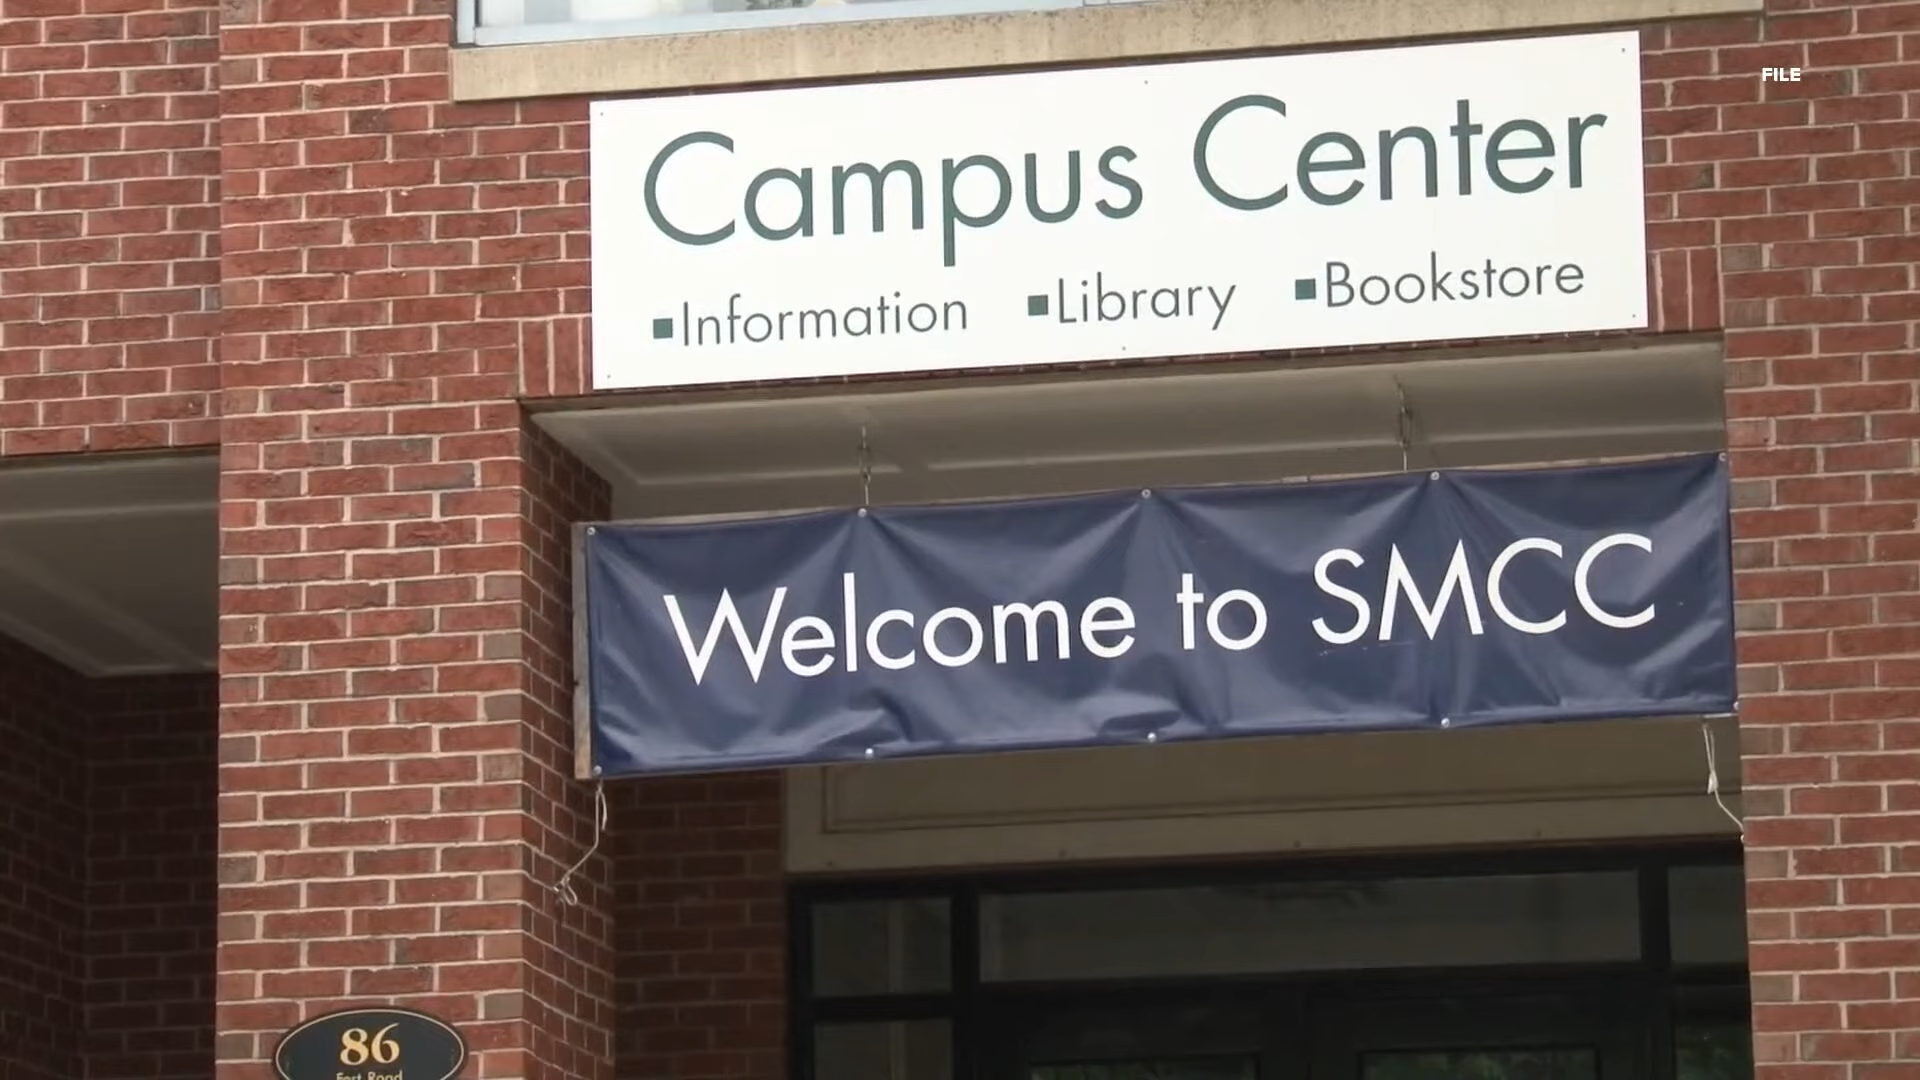 FILE
Campus Center
▪Information ▪Library ▪Bookstore
Welcome to SMCC
86
Fort Road